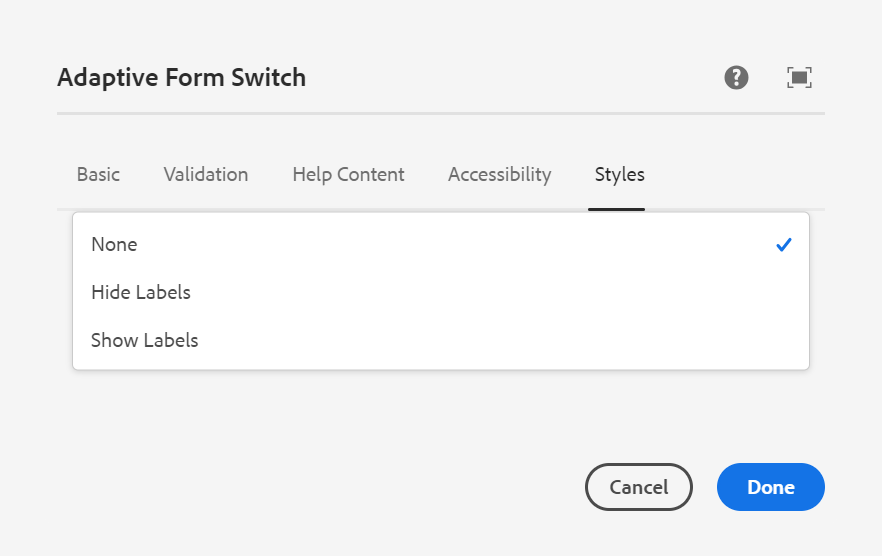 Adaptive Form Switch
Basic Validation Help Content Accessibility Styles
None
Hide Labels
Show Labels
Cancel Done